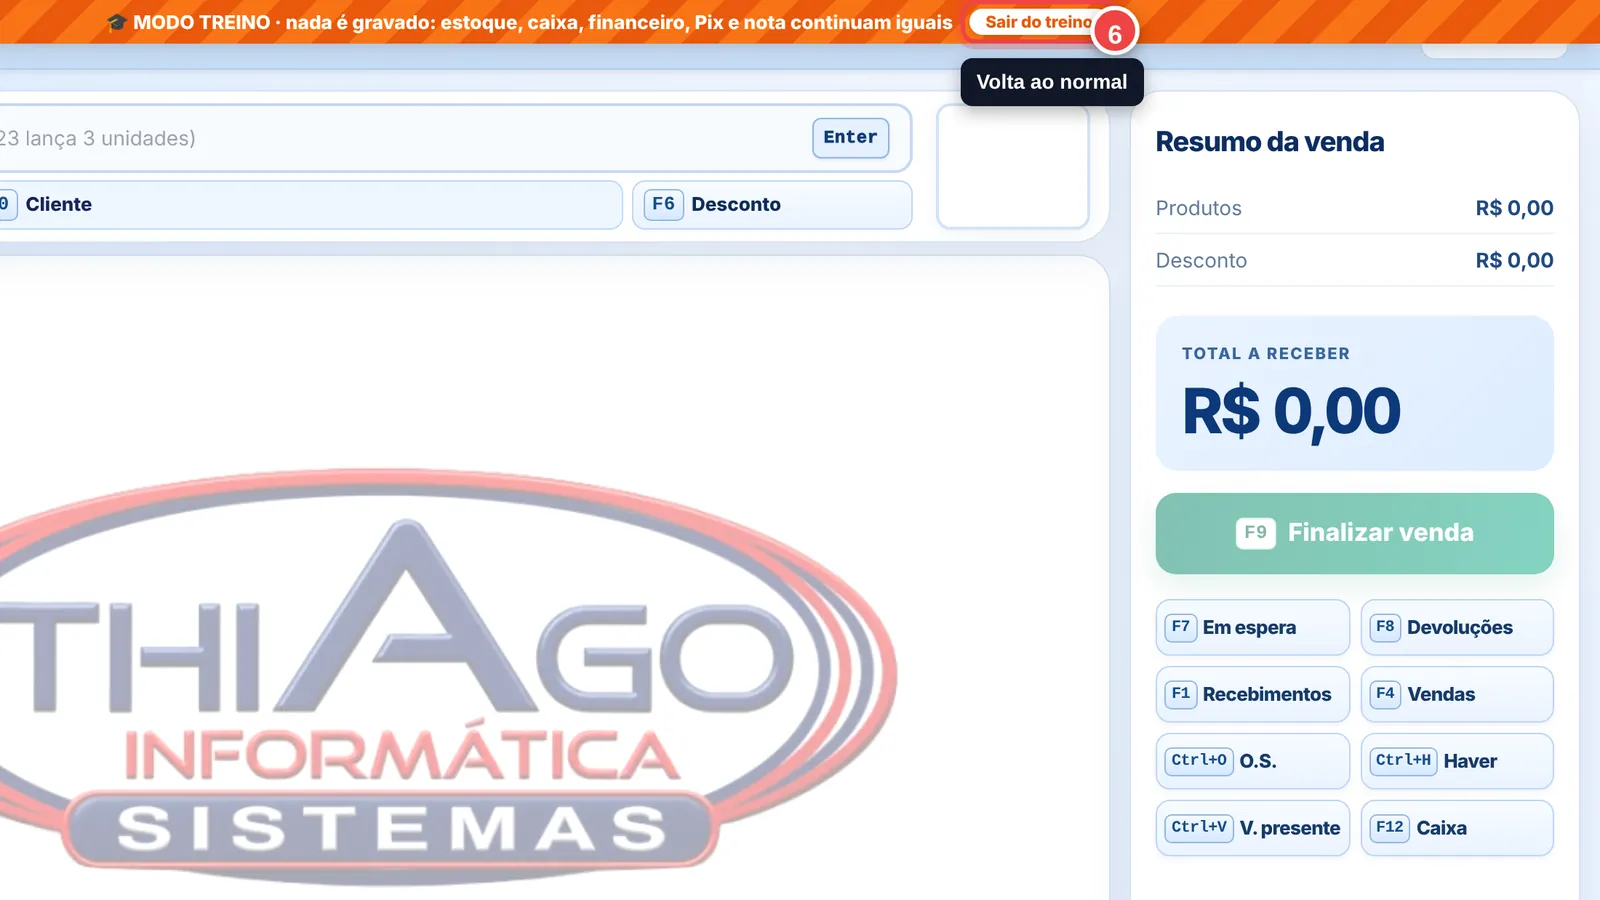 🎓 MODO TREINO · nada é gravado: estoque, caixa, financeiro, Pix e nota continuam iguais
Sair do treino
6
Volta ao normal
23 lança 3 unidades)
Enter
0 Cliente
F6 Desconto
Resumo da venda
Produtos R$ 0,00
Desconto R$ 0,00
TOTAL A RECEBER
R$ 0,00
F9 Finalizar venda
F7 Em espera
F8 Devoluções
F1 Recebimentos
F4 Vendas
Ctrl+O O.S.
Ctrl+H Haver
Ctrl+V V. presente
F12 Caixa
THIAGO
INFORMÁTICA
SISTEMAS